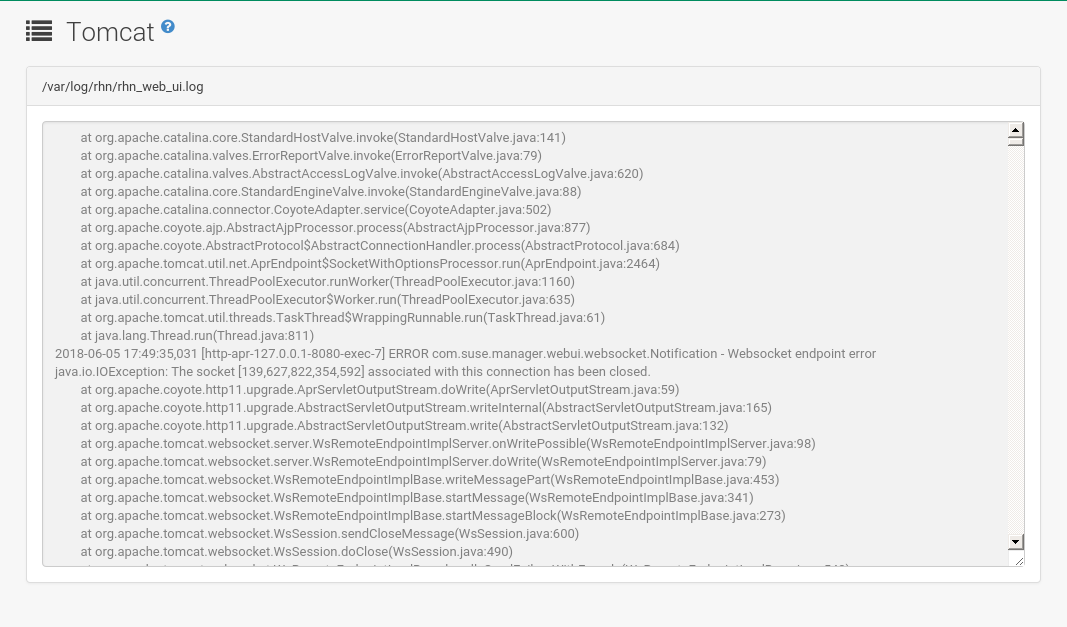 Tomcat ?
/var/log/rhn/rhn_web_ui.log
at org.apache.catalina.core.StandardHostValve.invoke(StandardHostValve.java:141)
at org.apache.catalina.valves.ErrorReportValve.invoke(ErrorReportValve.java:79)
at org.apache.catalina.valves.AbstractAccessLogValve.invoke(AbstractAccessLogValve.java:620)
at org.apache.catalina.core.StandardEngineValve.invoke(StandardEngineValve.java:88)
at org.apache.catalina.connector.CoyoteAdapter.service(CoyoteAdapter.java:502)
at org.apache.coyote.ajp.AbstractAjpProcessor.process(AbstractAjpProcessor.java:877)
at org.apache.coyote.AbstractProtocol$AbstractConnectionHandler.process(AbstractProtocol.java:684)
at org.apache.tomcat.util.net.AprEndpoint$SocketWithOptionsProcessor.run(AprEndpoint.java:2464)
at java.util.concurrent.ThreadPoolExecutor.runWorker(ThreadPoolExecutor.java:1160)
at java.util.concurrent.ThreadPoolExecutor$Worker.run(ThreadPoolExecutor.java:635)
at org.apache.tomcat.util.threads.TaskThread$WrappingRunnable.run(TaskThread.java:61)
at java.lang.Thread.run(Thread.java:811)
2018-06-05 17:49:35,031 [http-apr-127.0.0.1-8080-exec-7] ERROR com.suse.manager.webui.websocket.Notification - Websocket endpoint error
java.io.IOException: The socket [139,627,822,354,592] associated with this connection has been closed.
at org.apache.coyote.http11.upgrade.AprServletOutputStream.doWrite(AprServletOutputStream.java:59)
at org.apache.coyote.http11.upgrade.AbstractServletOutputStream.writeInternal(AbstractServletOutputStream.java:165)
at org.apache.coyote.http11.upgrade.AbstractServletOutputStream.write(AbstractServletOutputStream.java:132)
at org.apache.tomcat.websocket.server.WsRemoteEndpointImplServer.onWritePossible(WsRemoteEndpointImplServer.java:98)
at org.apache.tomcat.websocket.server.WsRemoteEndpointImplServer.doWrite(WsRemoteEndpointImplServer.java:79)
at org.apache.tomcat.websocket.WsRemoteEndpointImplBase.writeMessagePart(WsRemoteEndpointImplBase.java:453)
at org.apache.tomcat.websocket.WsRemoteEndpointImplBase.startMessage(WsRemoteEndpointImplBase.java:341)
at org.apache.tomcat.websocket.WsRemoteEndpointImplBase.startMessageBlock(WsRemoteEndpointImplBase.java:273)
at org.apache.tomcat.websocket.WsSession.sendCloseMessage(WsSession.java:600)
at org.apache.tomcat.websocket.WsSession.doClose(WsSession.java:490)